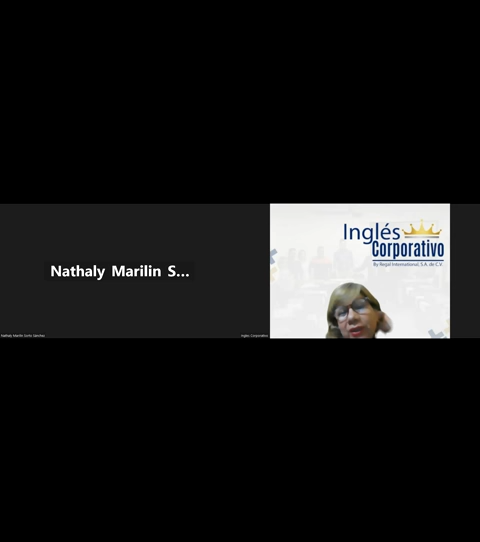 Nathaly Marilin S...
Inglés
Corporativo
By Regal International, S.A. de C.V.
Inglés Corporativo